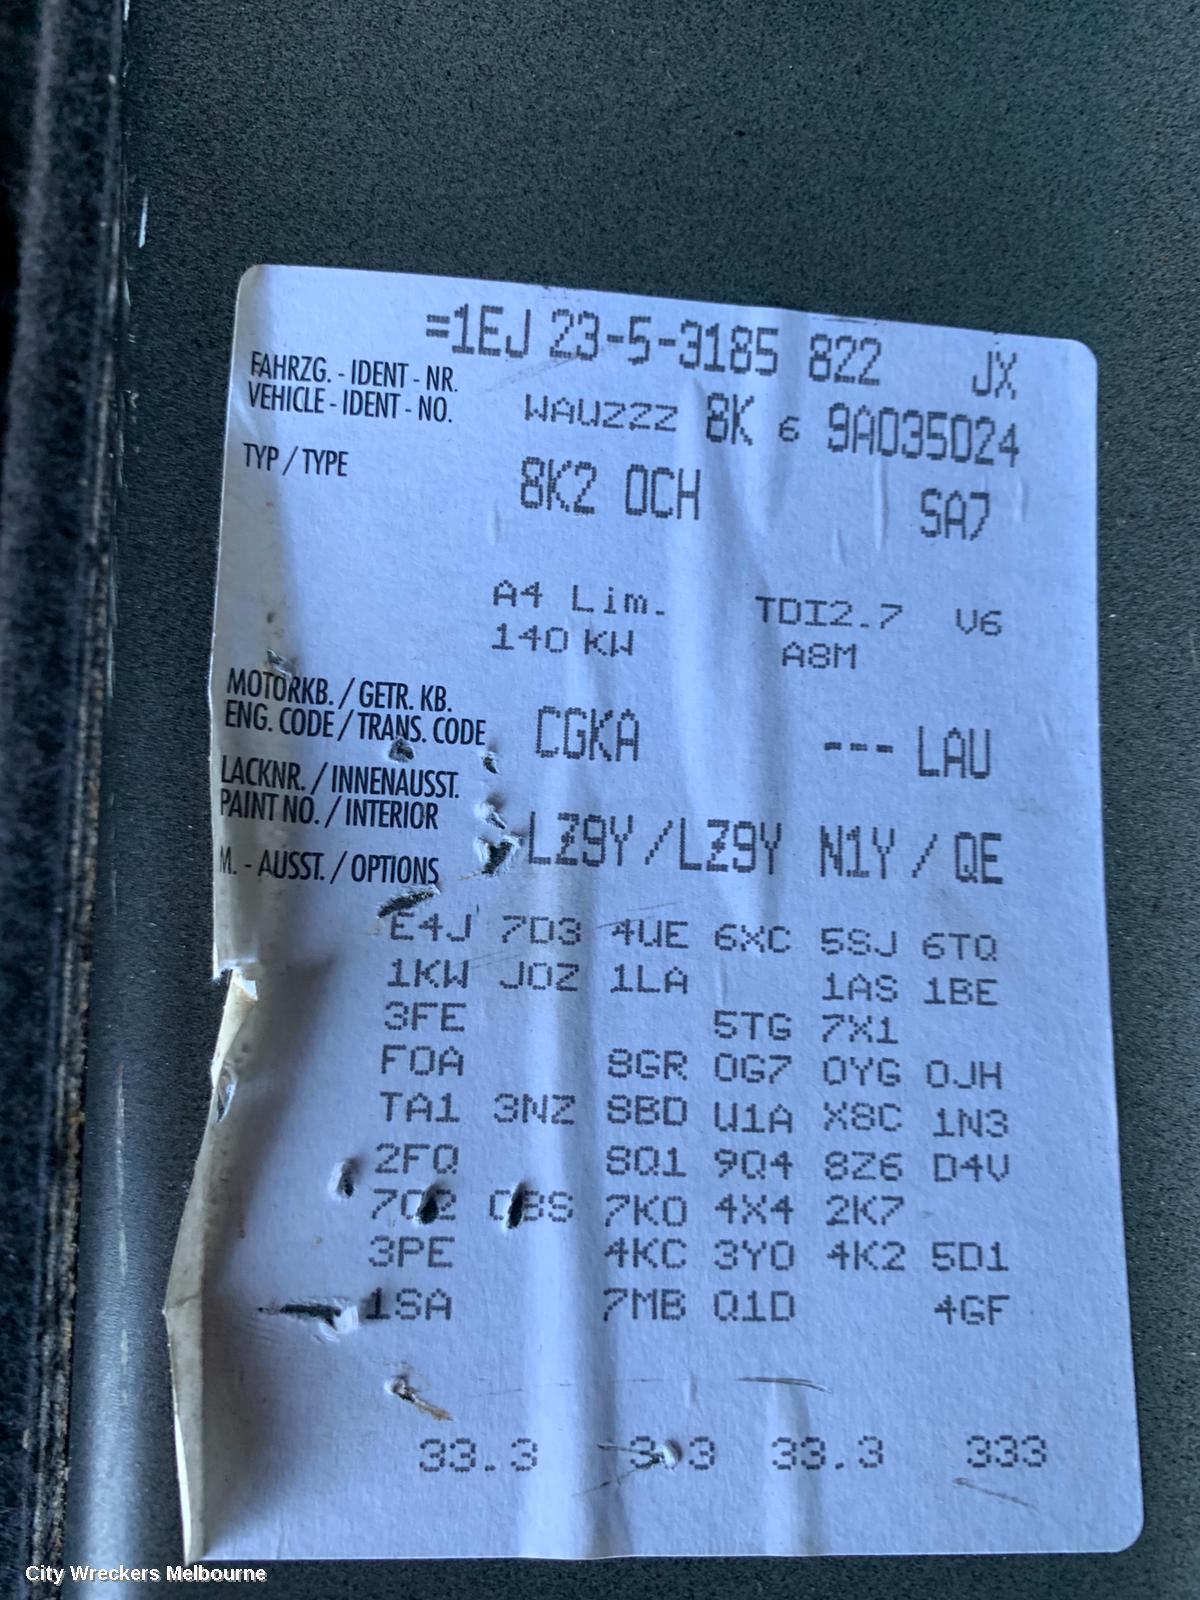 =1EJ 23-5-3185 822 JX
FAHRZG. - IDENT - NR.
VEHICLE - IDENT - NO. WAUZZZ 8K 6 9A035024
TYP / TYPE 8K2 0CH SA7
A4 Lim. TDI2.7 V6
140 KW A8M
MOTORKB. / GETR. KB.
ENG. CODE / TRANS. CODE CGKA --- LAU
LACKNR. / INNENAUSST.
PAINT NO. / INTERIOR LZ9Y / LZ9Y N1Y / QE
M. - AUSST. / OPTIONS
E4J 7D3 4UE 6XC 5SJ 6TQ
1KW J0Z 1LA 1AS 1BE
3FE 5TG 7X1
F0A 8GR 0G7 0YG 0JH
TA1 3NZ 8BD U1A X8C 1N3
2FQ 8Q1 9Q4 8Z6 D4V
7K0 4X4 2K7
3PE 4KC 3Y0 4K2 5D1
1SA 7MB Q1D 4GF
33.3 33.3 333
City Wreckers Melbourne